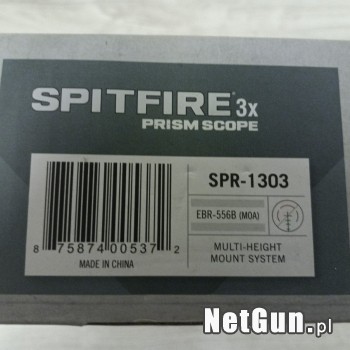 SPITFIRE® 3x
PRISM SCOPE
SPR-1303
EBR-556B (MOA)
8 75874 00537 2
MADE IN CHINA
MULTI-HEIGHT
MOUNT SYSTEM
NetGun.pl